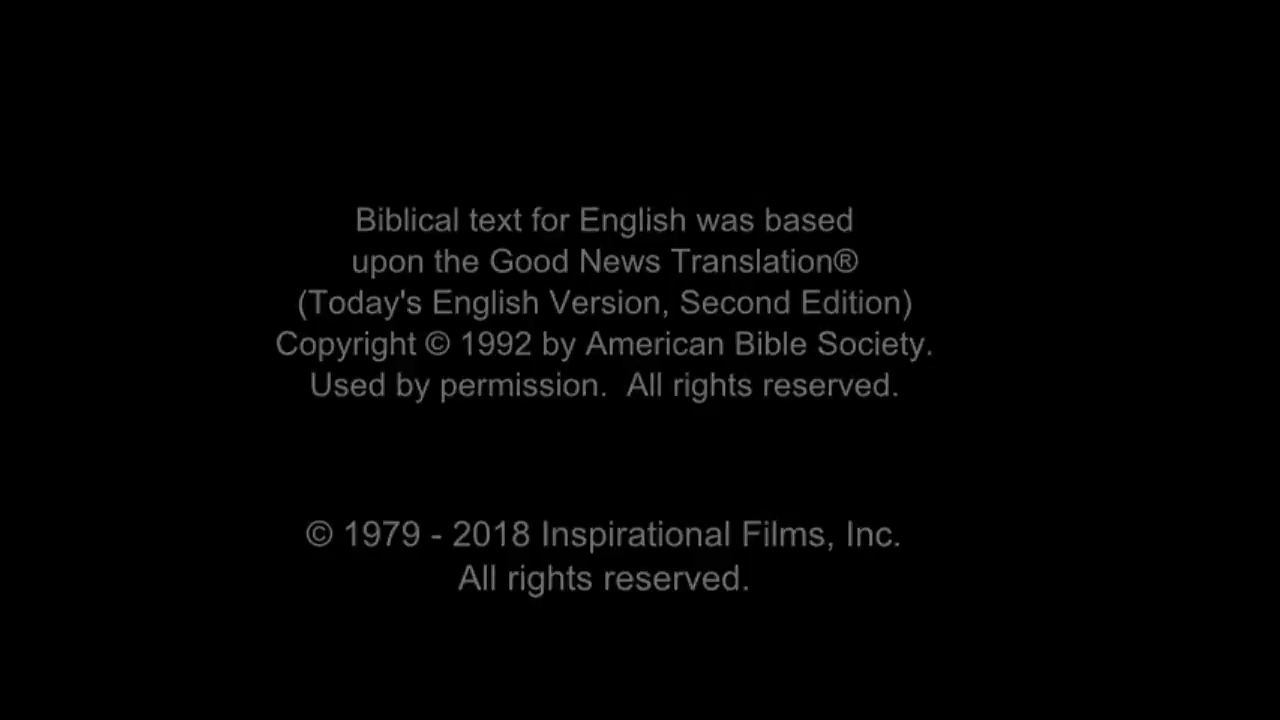 Biblical text for English was based
upon the Good News Translation®
(Today's English Version, Second Edition)
Copyright © 1992 by American Bible Society.
Used by permission.  All rights reserved.
© 1979 - 2018 Inspirational Films, Inc.
All rights reserved.